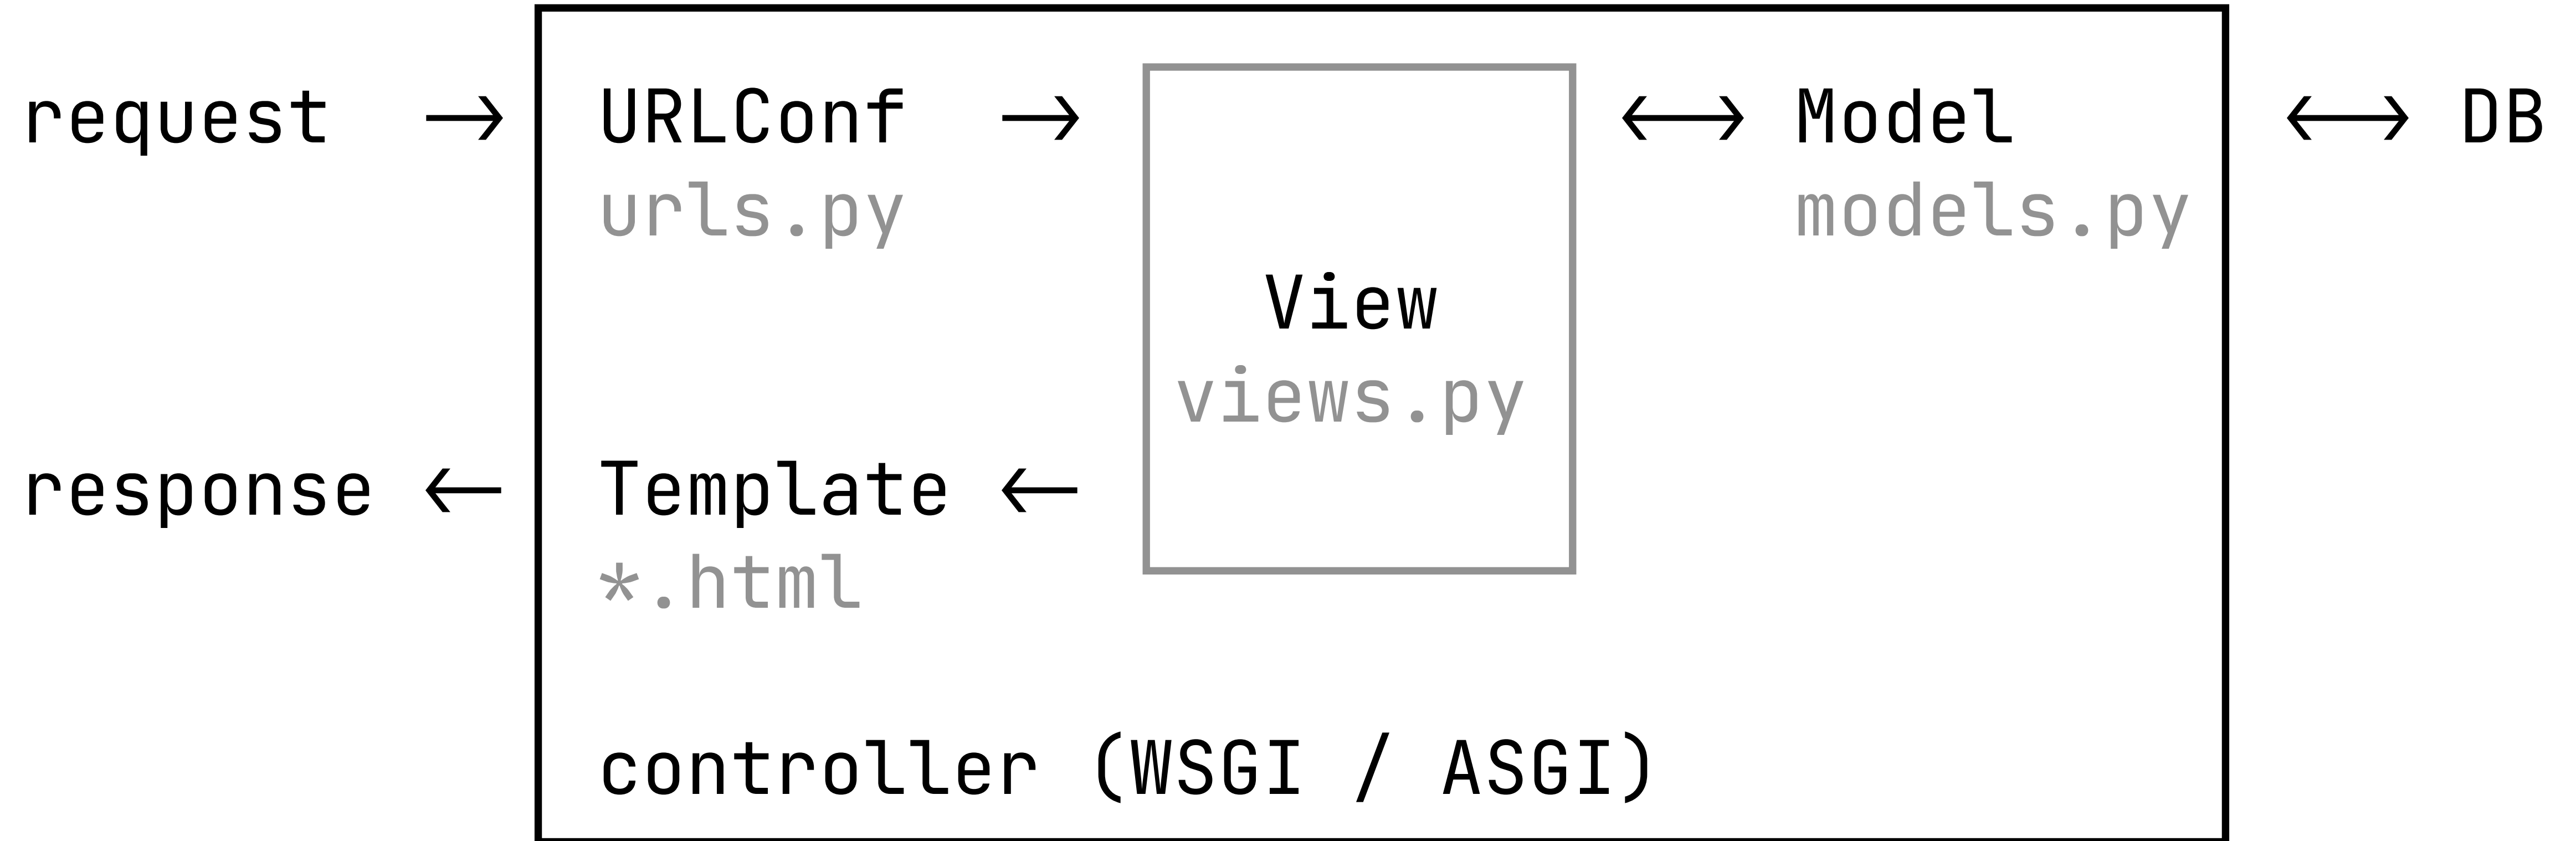 request → URLConf → ←→ Model ←→ DB
urls.py models.py
View
views.py
response ← Template ←
*.html
controller (WSGI / ASGI)